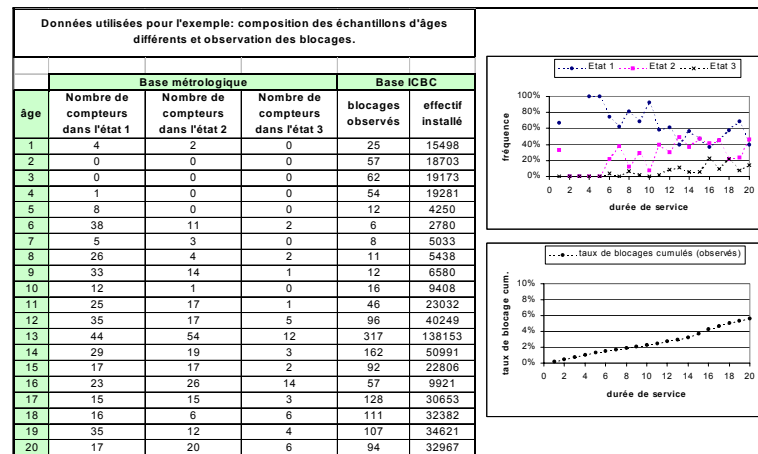 Données utilisées pour l'exemple: composition des échantillons d'âges
différents et observation des blocages.
Base métrologique Base ICBC
âge Nombre de compteurs dans l'état 1 Nombre de compteurs dans l'état 2 Nombre de compteurs dans l'état 3 blocages observés effectif installé
1 4 2 0 25 15498
2 0 0 0 57 18703
3 0 0 0 62 19173
4 1 0 0 54 19281
5 8 0 0 12 4250
6 38 11 2 6 2780
7 5 3 0 8 5033
8 26 4 2 11 5438
9 33 14 1 12 6580
10 12 1 0 16 9408
11 25 17 1 46 23032
12 35 17 5 96 40249
13 44 54 12 317 138153
14 29 19 3 162 50991
15 17 17 2 92 22806
16 23 26 14 57 9921
17 15 15 3 128 30653
18 16 6 6 111 32382
19 35 12 4 107 34621
20 17 20 6 94 32967
Etat 1 Etat 2 Etat 3
fréquence
100%
80%
60%
40%
20%
0%
0 2 4 6 8 10 12 14 16 18 20
durée de service
taux de blocages cumulés (observés)
taux de blocage cum.
10%
8%
6%
4%
2%
0%
0 2 4 6 8 10 12 14 16 18 20
durée de service